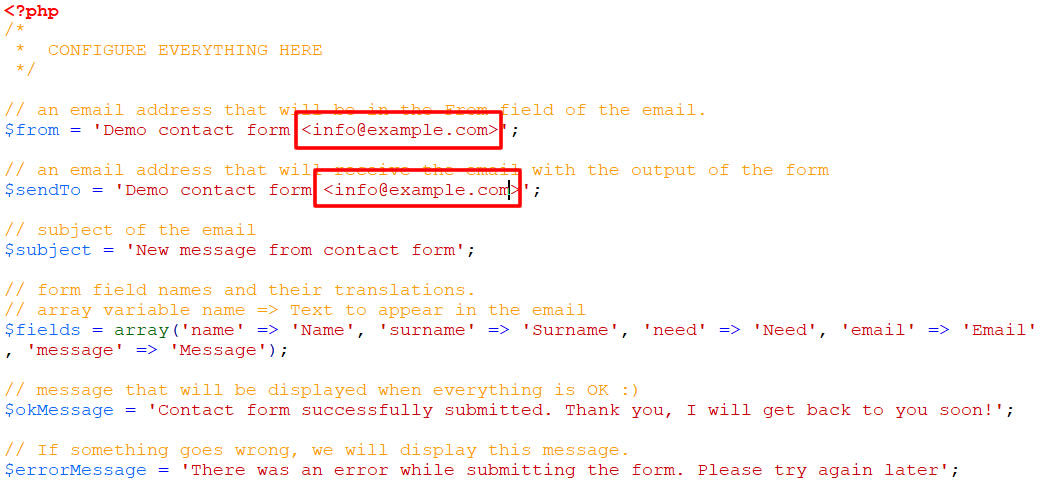 <?php
/*
 *  CONFIGURE EVERYTHING HERE
 */
// an email address that will be in the From field of the email.
$from = 'Demo contact form <info@example.com>';
// an email address that will receive the email with the output of the form
$sendTo = 'Demo contact form <info@example.com>';
// subject of the email
$subject = 'New message from contact form';
// form field names and their translations.
// array variable name => Text to appear in the email
$fields = array('name' => 'Name', 'surname' => 'Surname', 'need' => 'Need', 'email' => 'Email'
, 'message' => 'Message');
// message that will be displayed when everything is OK :)
$okMessage = 'Contact form successfully submitted. Thank you, I will get back to you soon!';
// If something goes wrong, we will display this message.
$errorMessage = 'There was an error while submitting the form. Please try again later';